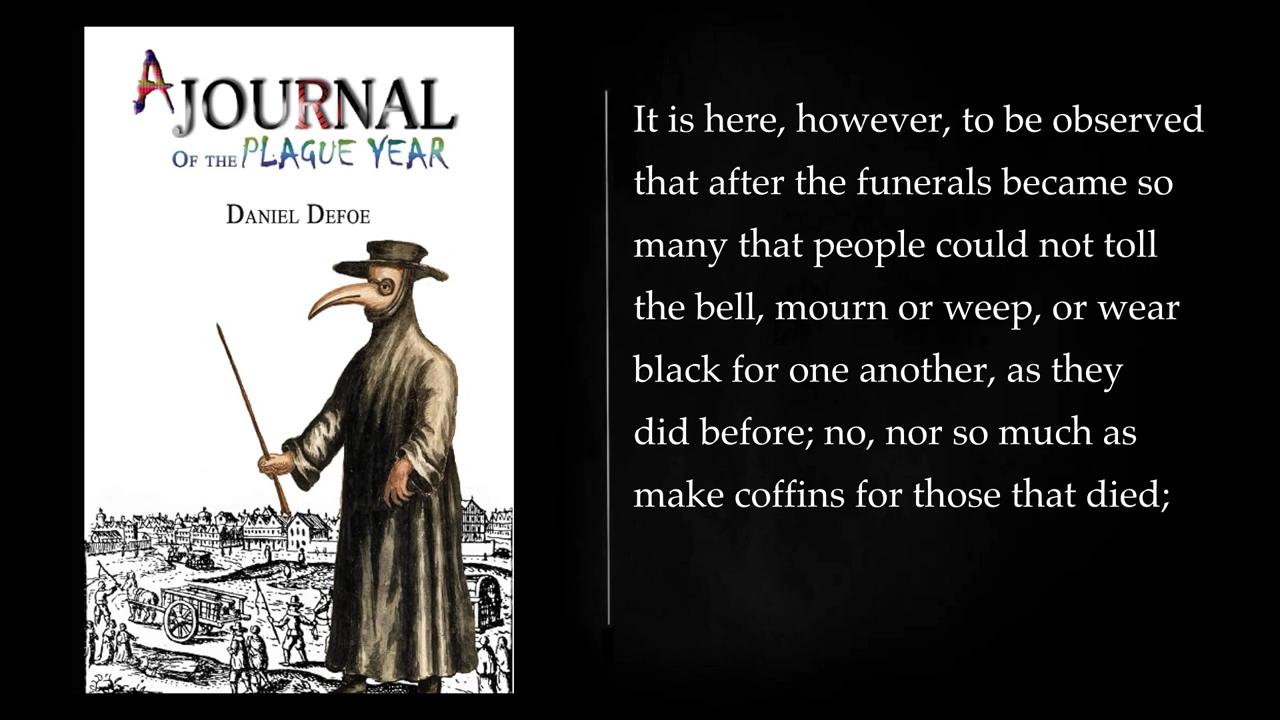 A JOURNAL
OF THE PLAGUE YEAR
DANIEL DEFOE
It is here, however, to be observed
that after the funerals became so
many that people could not toll
the bell, mourn or weep, or wear
black for one another, as they
did before; no, nor so much as
make coffins for those that died;